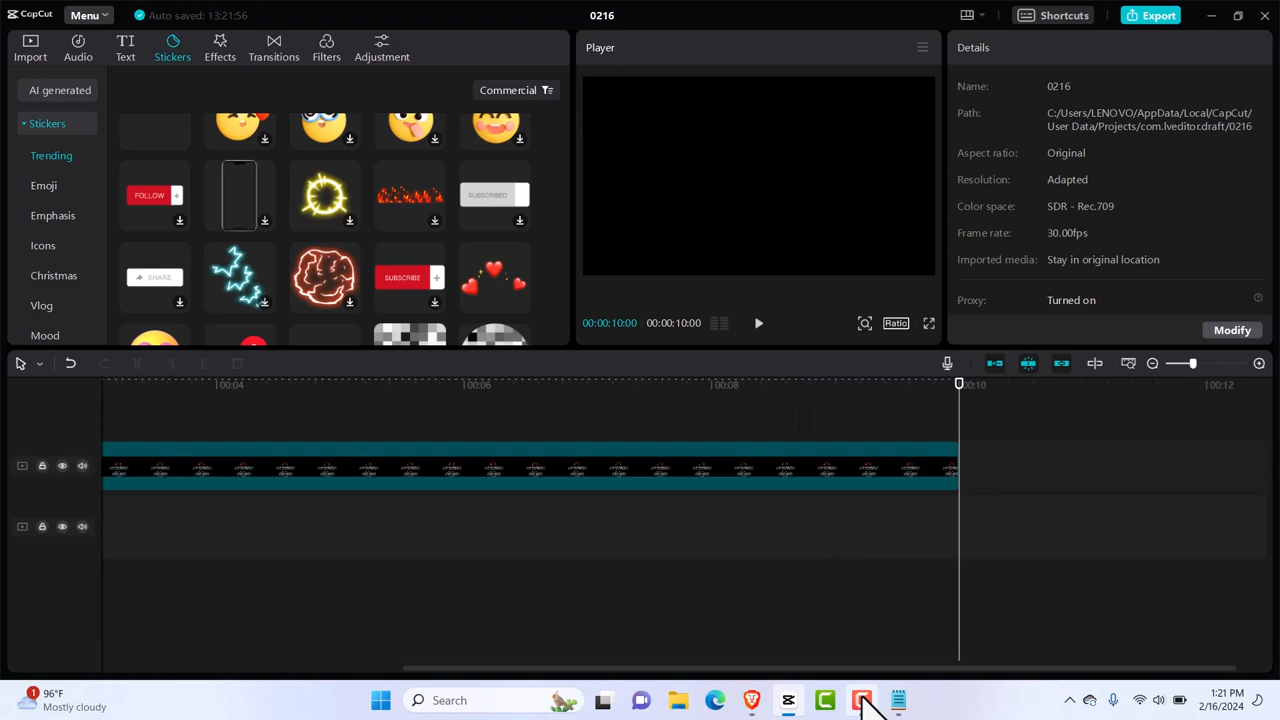 CapCut
Menu
Auto saved: 13:21:56
0216
Shortcuts
Export
Import
Audio
Text
Stickers
Effects
Transitions
Filters
Adjustment
Player
Details
AI generated
Commercial
Stickers
Trending
Emoji
Emphasis
Icons
Christmas
Vlog
Mood
FOLLOW +
SUBSCRIBED
SHARE
SUBSCRIBE +
Name: 0216
Path: C:/Users/LENOVO/AppData/Local/CapCut/
User Data/Projects/com.lveditor.draft/0216
Aspect ratio: Original
Resolution: Adapted
Color space: SDR - Rec.709
Frame rate: 30.00fps
Imported media: Stay in original location
Proxy: Turned on
Modify
00:00:10:00 00:00:10:00
Ratio
00:04 00:06 00:08 00:10 00:12
1
96°F
Mostly cloudy
Search
1:21 PM
2/16/2024